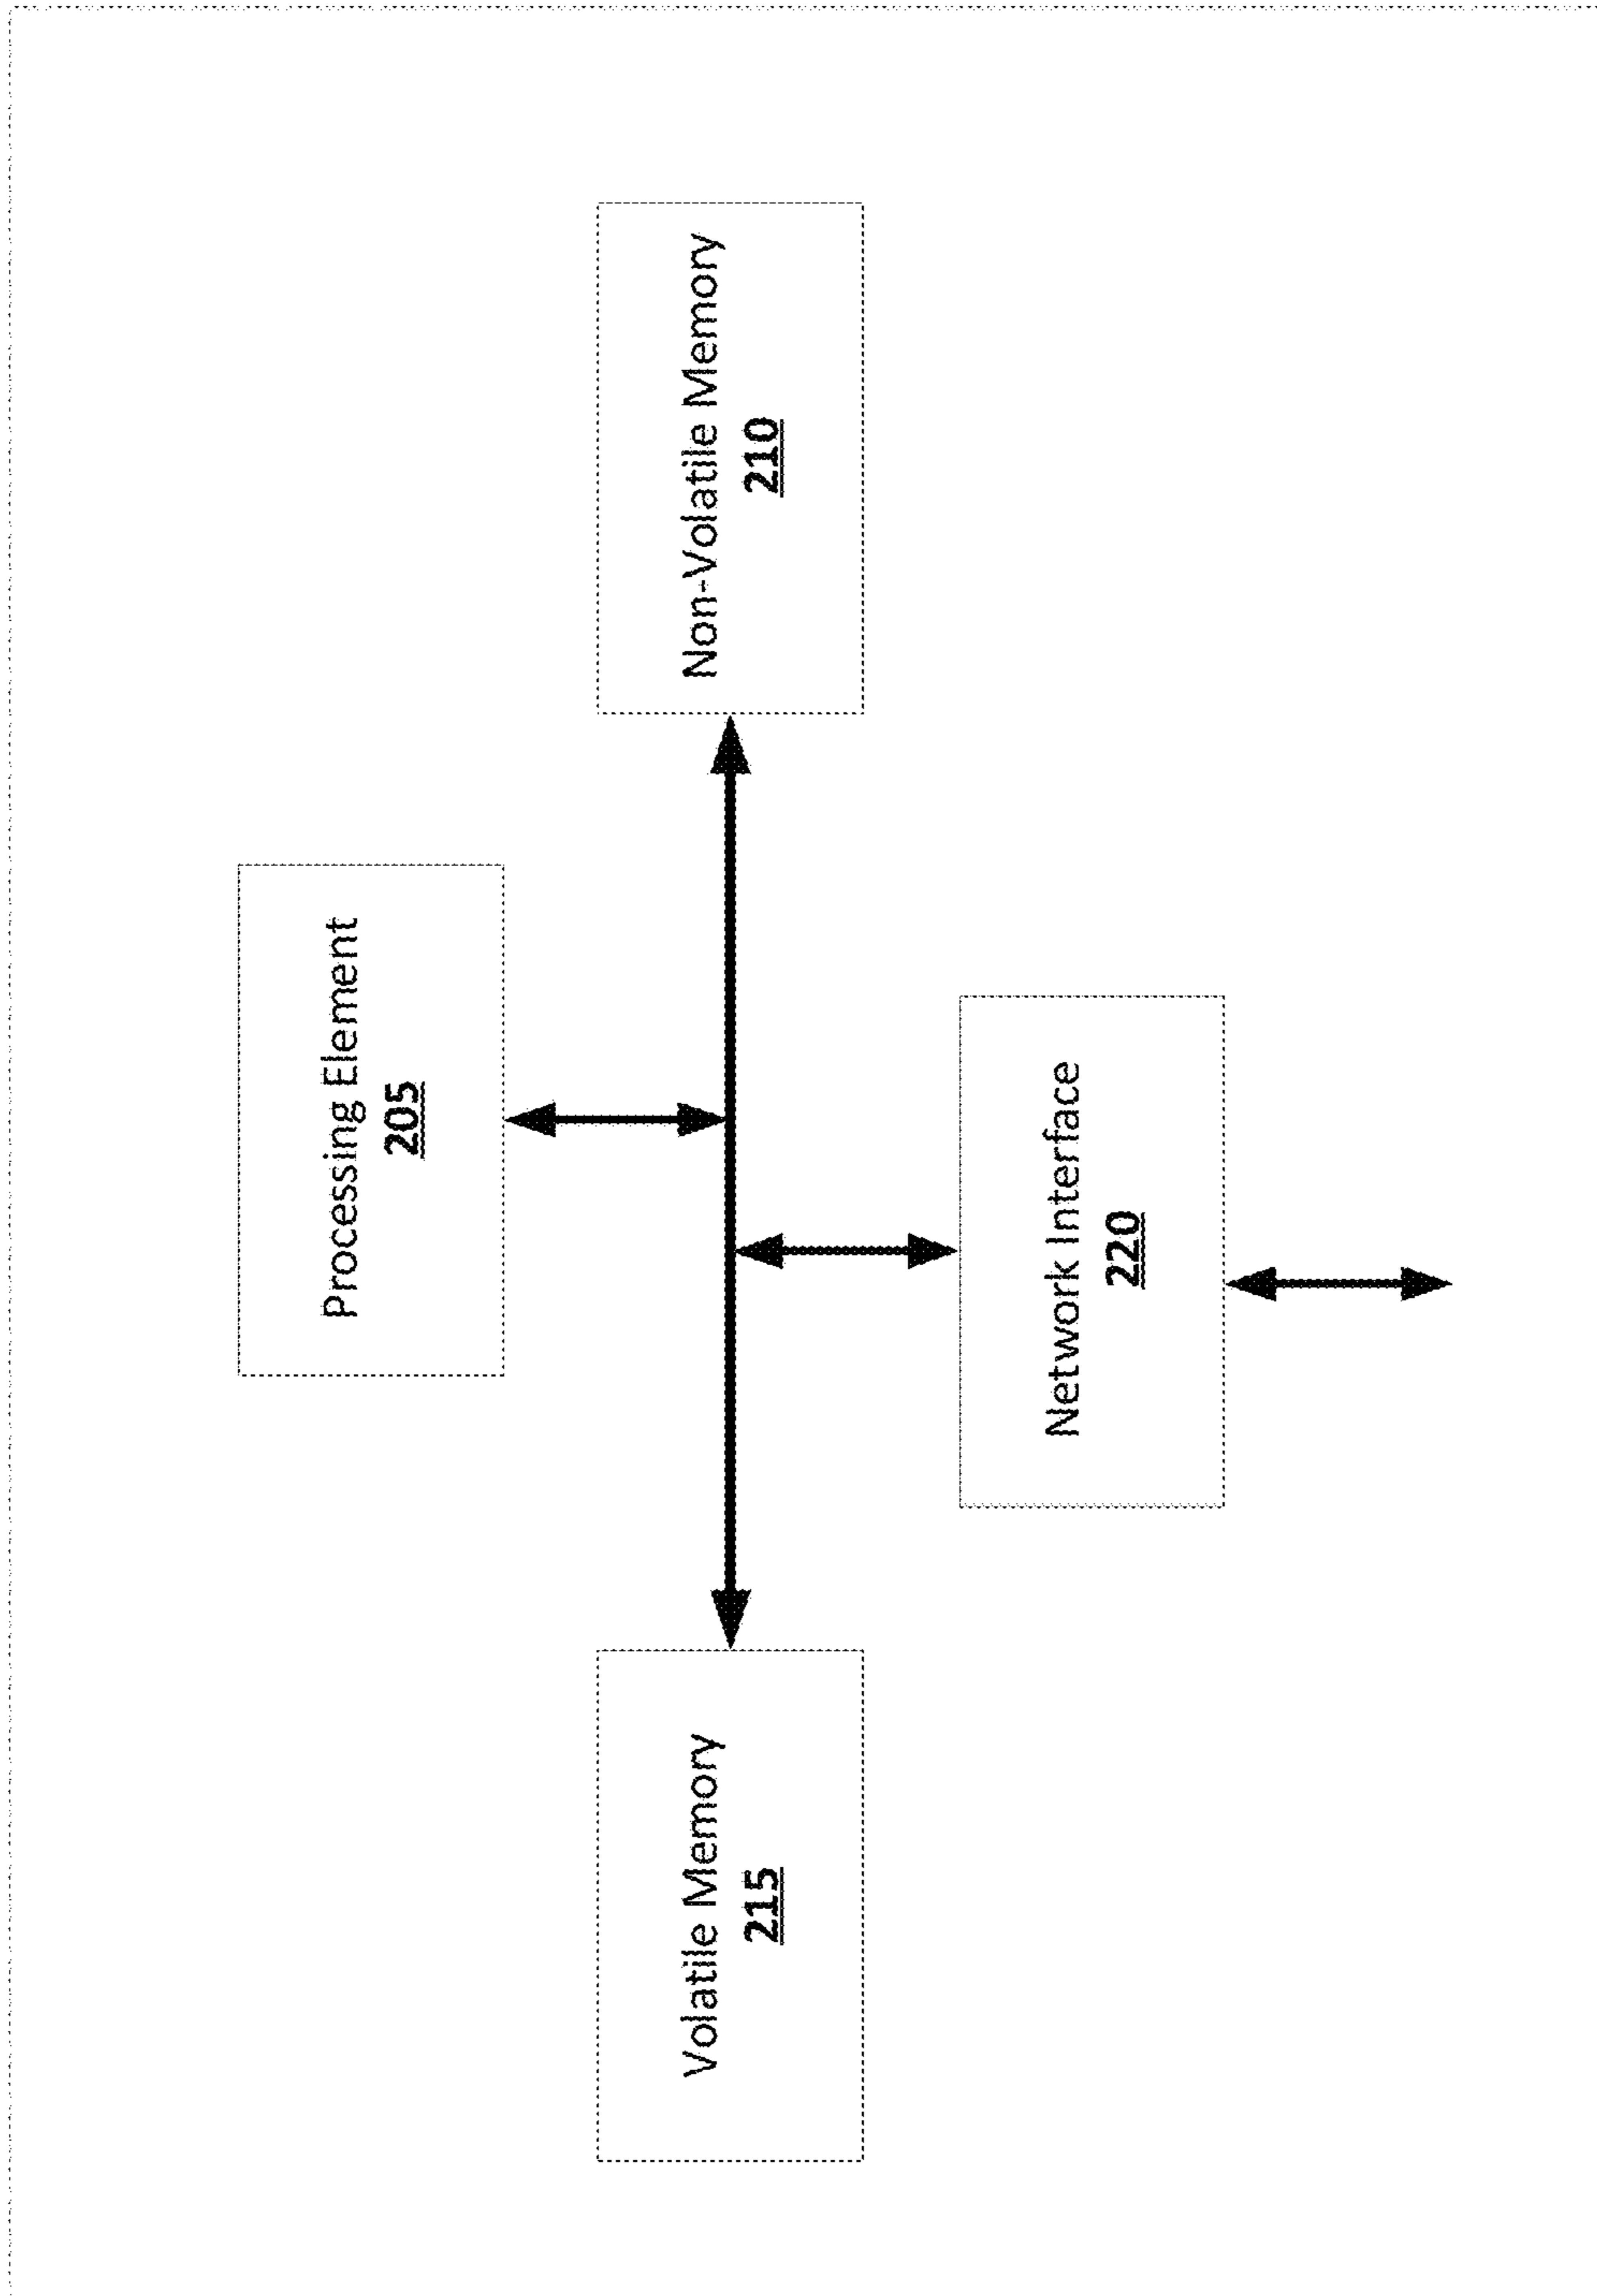 Processing Element
205
Volatile Memory
215
Non-Volatile Memory
210
Network Interface
220